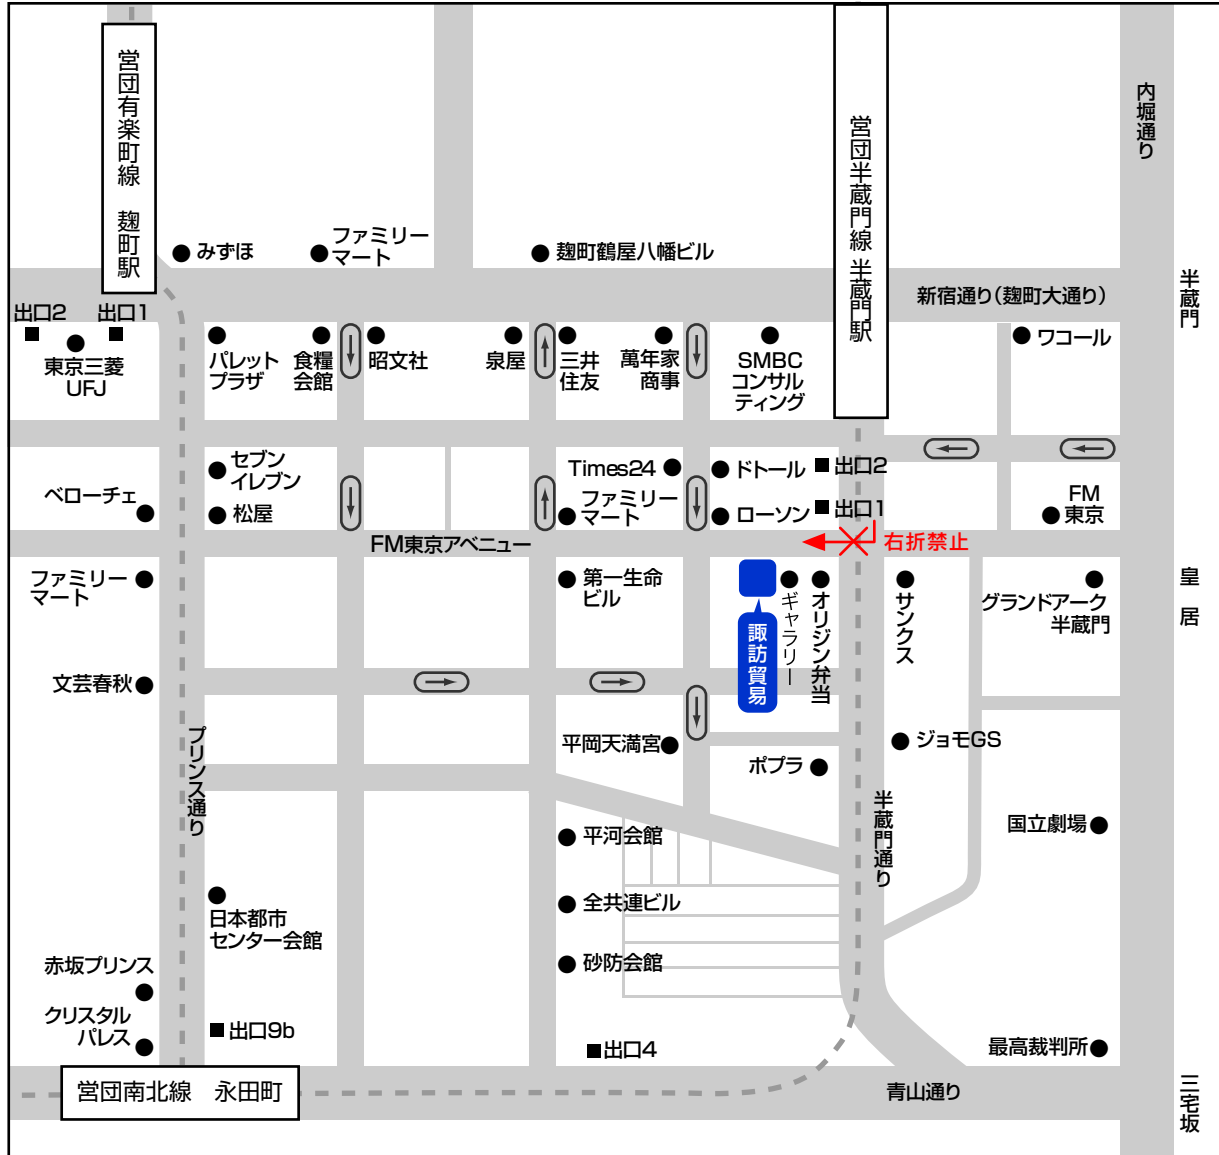 営団有楽町線 麹町駅
営団半蔵門線 半蔵門駅
内堀通り
みずほ
ファミリー
マート
麹町鶴屋八幡ビル
新宿通り(麹町大通り)
半蔵門
出口2
出口1
東京三菱
UFJ
パレット
プラザ
食糧
会館
昭文社
泉屋
三井
住友
萬年家
商事
SMBC
コンサル
ティング
ワコール
セブン
イレブン
Times24
ドトール
出口2
ベローチェ
松屋
ファミリー
マート
ローソン
出口1
FM
東京
FM東京アベニュー
右折禁止
ファミリー
マート
第一生命
ビル
諏訪貿易
ギャラリー
オリジン弁当
サンクス
グランドアーク
半蔵門
皇居
文芸春秋
プリンス通り
平岡天満宮
ポプラ
ジョモGS
半蔵門通り
平河会館
国立劇場
日本都市
センター会館
全共連ビル
赤坂プリンス
砂防会館
クリスタル
パレス
出口9b
出口4
最高裁判所
営団南北線 永田町
青山通り
三宅坂